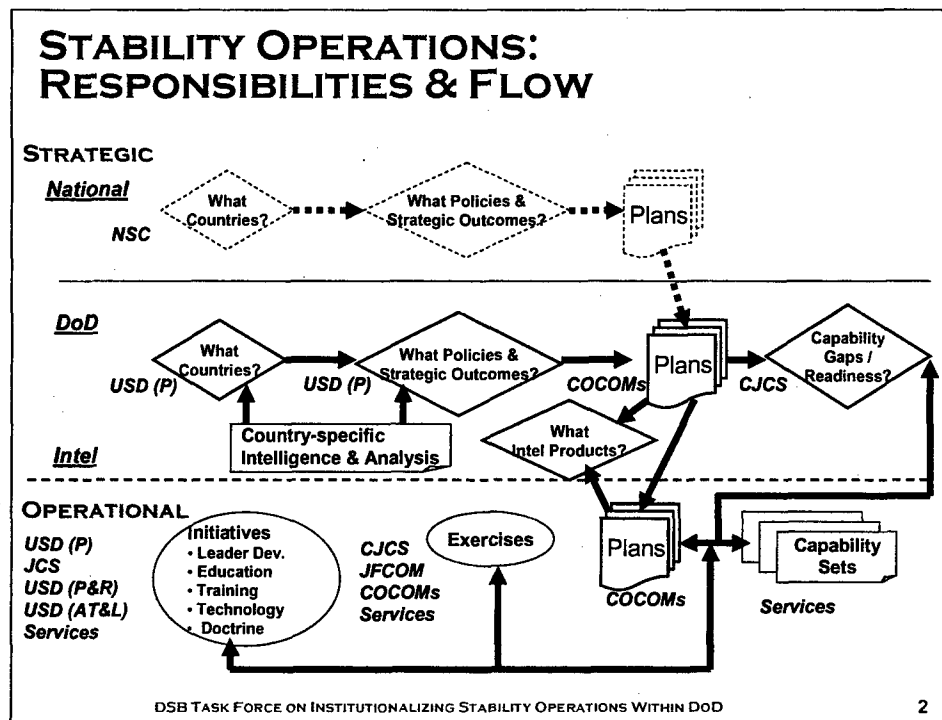 STABILITY OPERATIONS:
RESPONSIBILITIES & FLOW
STRATEGIC
National
NSC
What
Countries?
What Policies &
Strategic Outcomes?
Plans
DoD
USD (P)
What
Countries?
USD (P)
What Policies &
Strategic Outcomes?
COCOMs
Plans
CJCS
Capability
Gaps /
Readiness?
Intel
Country-specific
Intelligence & Analysis
What
Intel Products?
OPERATIONAL
USD (P)
JCS
USD (P&R)
USD (AT&L)
Services
Initiatives
• Leader Dev.
• Education
• Training
• Technology
• Doctrine
CJCS
JFCOM
COCOMs
Services
Exercises
Plans
COCOMs
Capability
Sets
Services
DSB TASK FORCE ON INSTITUTIONALIZING STABILITY OPERATIONS WITHIN DOD
2